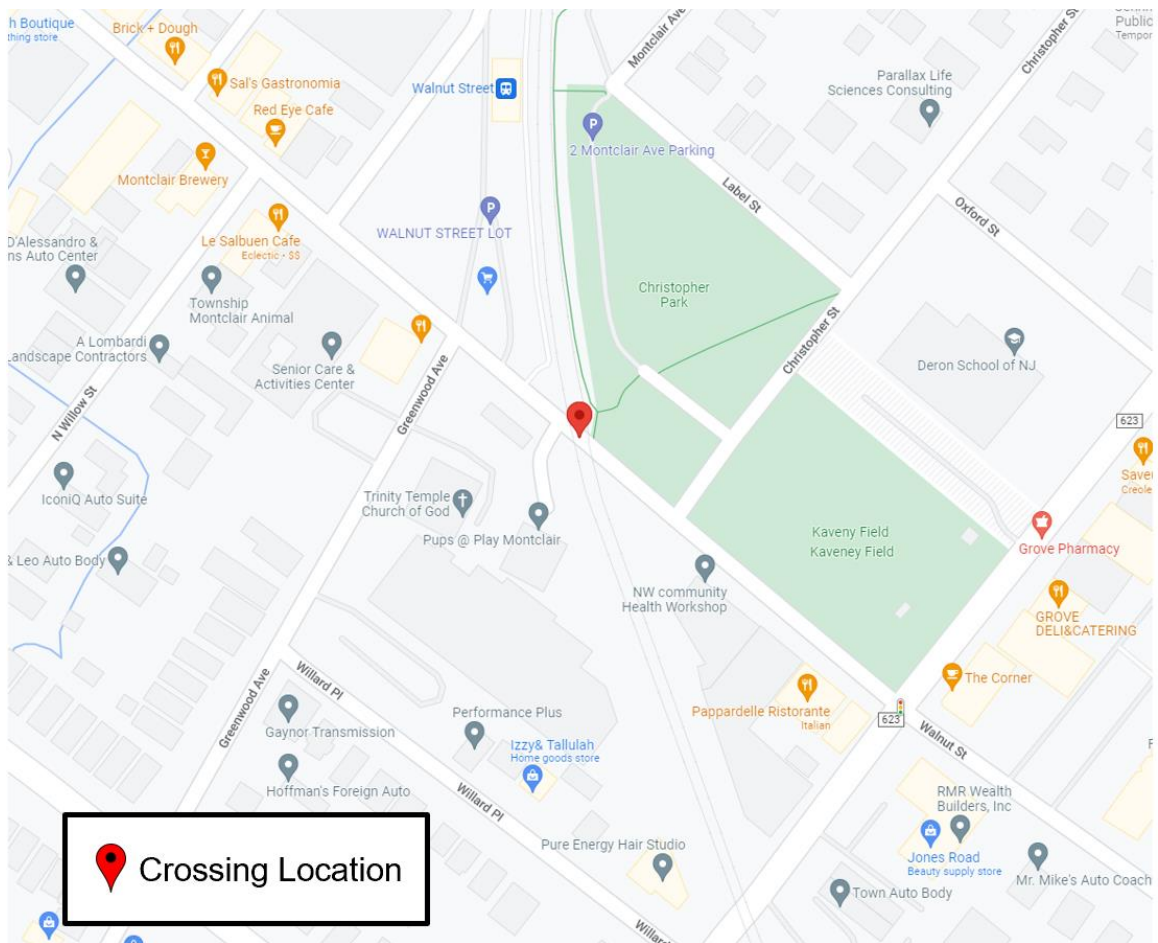 h Boutique
thing store
Brick + Dough
Sal's Gastronomia
Red Eye Cafe
Montclair Brewery
Walnut Street
P
2 Montclair Ave Parking
Montclair Ave
Christopher St
Public
Tempor
Parallax Life
Sciences Consulting
Label St
Oxford St
D'Alessandro &
ns Auto Center
Le Salbuen Cafe
Eclectic • $$
P
WALNUT STREET LOT
Township
Montclair Animal
Christopher
Park
Christopher St
A Lombardi
Landscape Contractors
Senior Care &
Activities Center
Greenwood Ave
Deron School of NJ
N Willow St
623
Save
Creole
IconiQ Auto Suite
Trinity Temple
Church of God
Pups @ Play Montclair
Kaveny Field
Kaveney Field
Grove Pharmacy
& Leo Auto Body
NW community
Health Workshop
GROVE
DELI&CATERING
The Corner
Willard Pl
Greenwood Ave
Gaynor Transmission
Performance Plus
Pappardelle Ristorante
Italian
623
Walnut St
F
Izzy& Tallulah
Home goods store
Hoffman's Foreign Auto
Willard Pl
RMR Wealth
Builders, Inc
Pure Energy Hair Studio
Jones Road
Beauty supply store
Mr. Mike's Auto Coach
Town Auto Body
Crossing Location
Willar